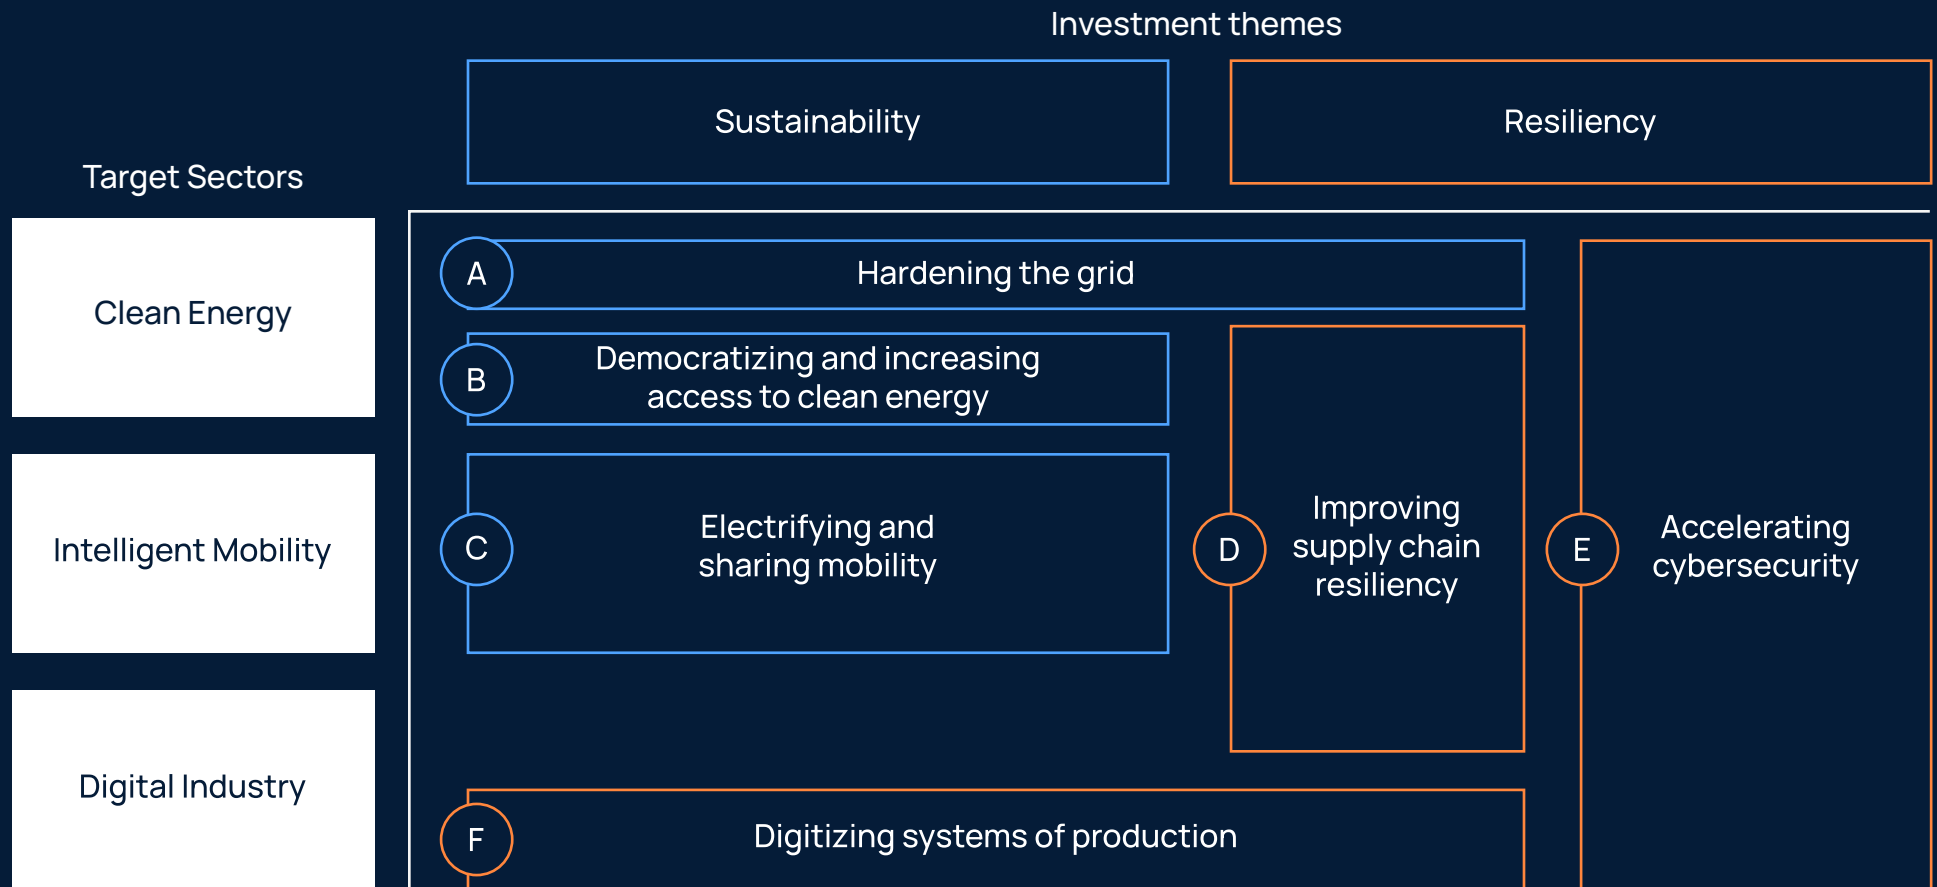 Investment themes
Sustainability
Resiliency
Target Sectors
Clean Energy
A
Hardening the grid
B
Democratizing and increasing
access to clean energy
Intelligent Mobility
C
Electrifying and
sharing mobility
D
Improving
supply chain
resiliency
E
Accelerating
cybersecurity
Digital Industry
F
Digitizing systems of production